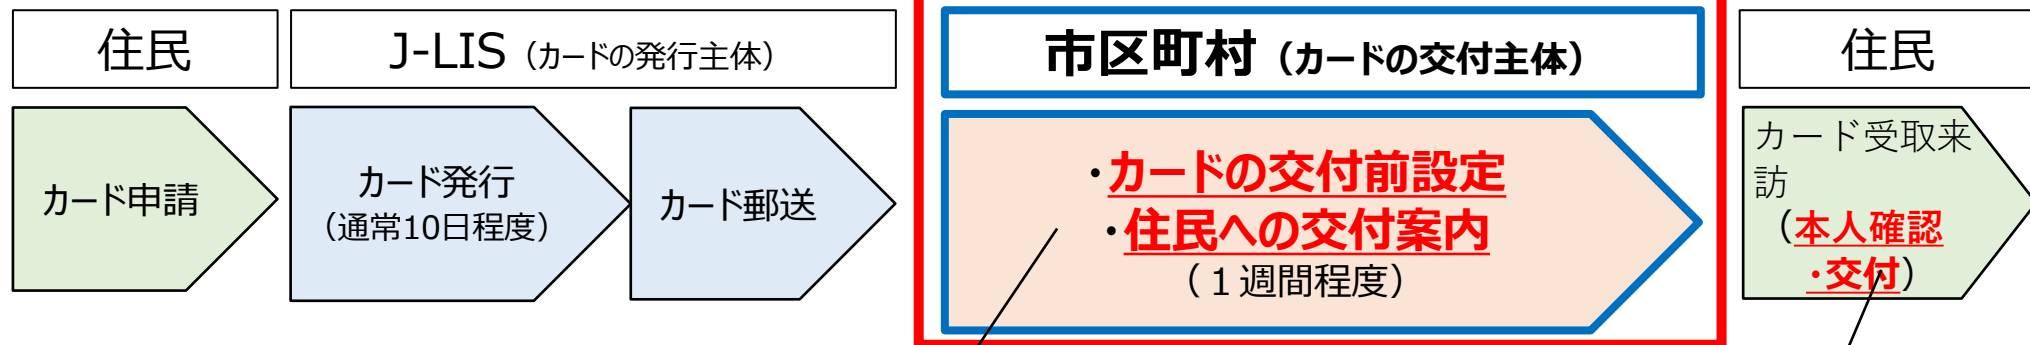 住民
J-LIS（カードの発行主体）
市区町村（カードの交付主体）
住民
カード申請
カード発行
（通常10日程度）
カード郵送
・カードの交付前設定
・住民への交付案内
（１週間程度）
カード受取来
訪
（本人確認
・交付）